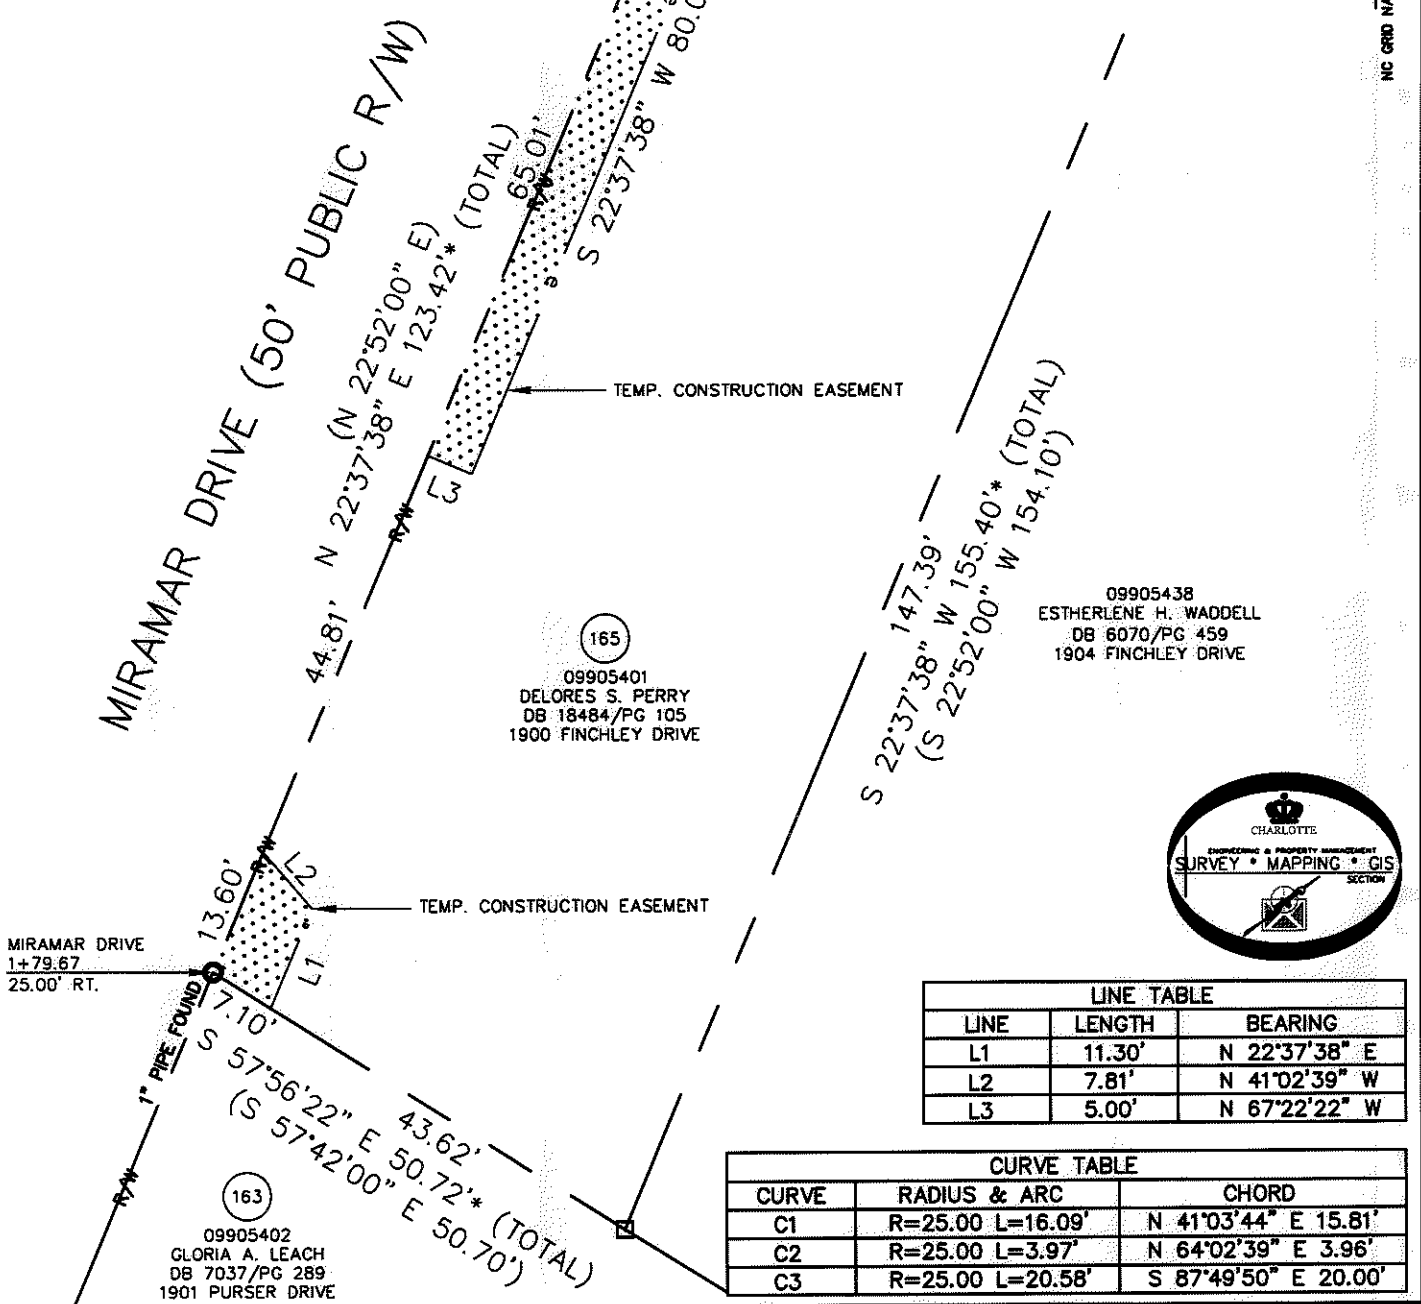 NC GRID NA
MIRAMAR DRIVE (50' PUBLIC R/W)
(N 22°52'00" E)
N 22°37'38" E 123.42'* (TOTAL)
65.01'
R/W
S 22°37'38" W 80.0
e
TEMP. CONSTRUCTION EASEMENT
L3
R/W
44.81'
147.39'
S 22°37'38" W 155.40'* (TOTAL)
(S 22°52'00" W 154.10')
165
09905401
DELORES S. PERRY
DB 18484/PG 105
1900 FINCHLEY DRIVE
09905438
ESTHERLENE H. WADDELL
DB 6070/PG 459
1904 FINCHLEY DRIVE
CHARLOTTE
ENGINEERING & PROPERTY MANAGEMENT
SURVEY * MAPPING * GIS
SECTION
R/W
L2
13.60'
TEMP. CONSTRUCTION EASEMENT
e
L1
MIRAMAR DRIVE
1+79.67
25.00' RT.
1" PIPE FOUND
7.10'
43.62'
S 57°56'22" E 50.72'* (TOTAL)
(S 57°42'00" E 50.70')
R/W
163
09905402
GLORIA A. LEACH
DB 7037/PG 289
1901 PURSER DRIVE
LINE TABLE
LINE LENGTH BEARING
L1 11.30' N 22°37'38" E
L2 7.81' N 41°02'39" W
L3 5.00' N 67°22'22" W
CURVE TABLE
CURVE RADIUS & ARC CHORD
C1 R=25.00 L=16.09' N 41°03'44" E 15.81'
C2 R=25.00 L=3.97' N 64°02'39" E 3.96'
C3 R=25.00 L=20.58' S 87°49'50" E 20.00'